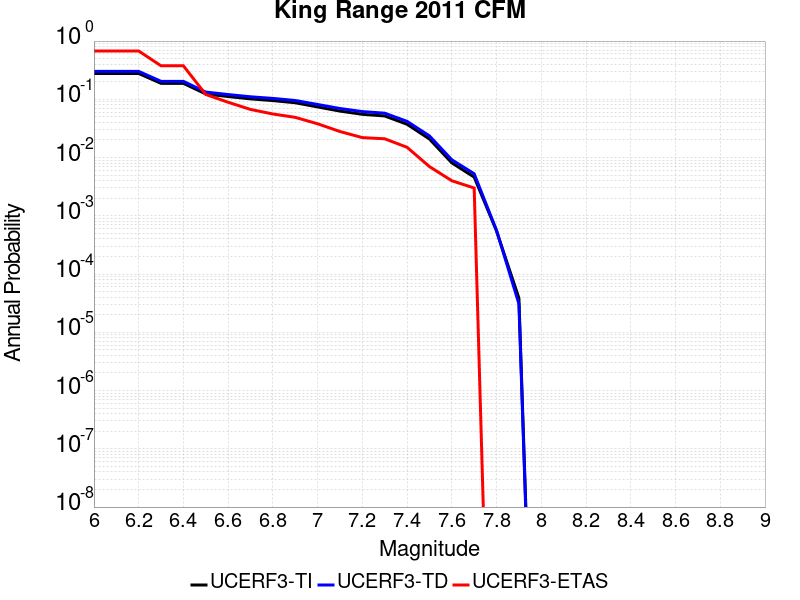 King Range 2011 CFM
10^0
10^-1
10^-2
10^-3
10^-4
10^-5
10^-6
10^-7
10^-8
Annual Probability
6 6.2 6.4 6.6 6.8 7 7.2 7.4 7.6 7.8 8 8.2 8.4 8.6 8.8 9
Magnitude
UCERF3-TI UCERF3-TD UCERF3-ETAS